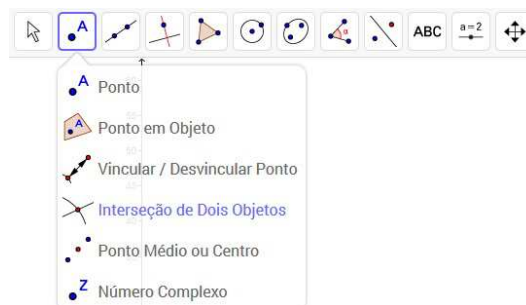 A
α
ABC
a = 2
A
Ponto
A
Ponto em Objeto
Vincular / Desvincular Ponto
Interseção de Dois Objetos
Ponto Médio ou Centro
Z
Número Complexo